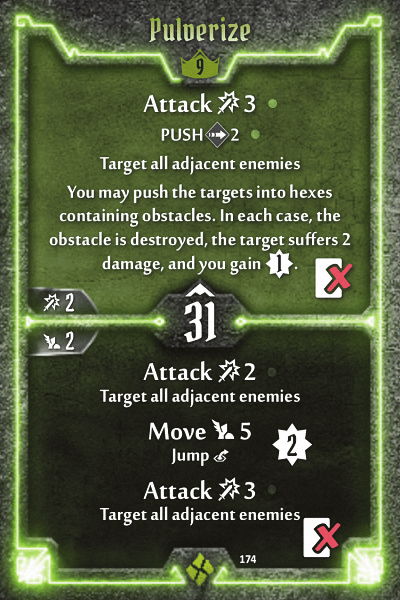 Pulverize
9
Attack 3
PUSH 2
Target all adjacent enemies
You may push the targets into hexes
containing obstacles. In each case, the
obstacle is destroyed, the target suffers 2
damage, and you gain 1.
2
31
2
Attack 2
Target all adjacent enemies
Move 5
2
Jump
Attack 3
Target all adjacent enemies
174